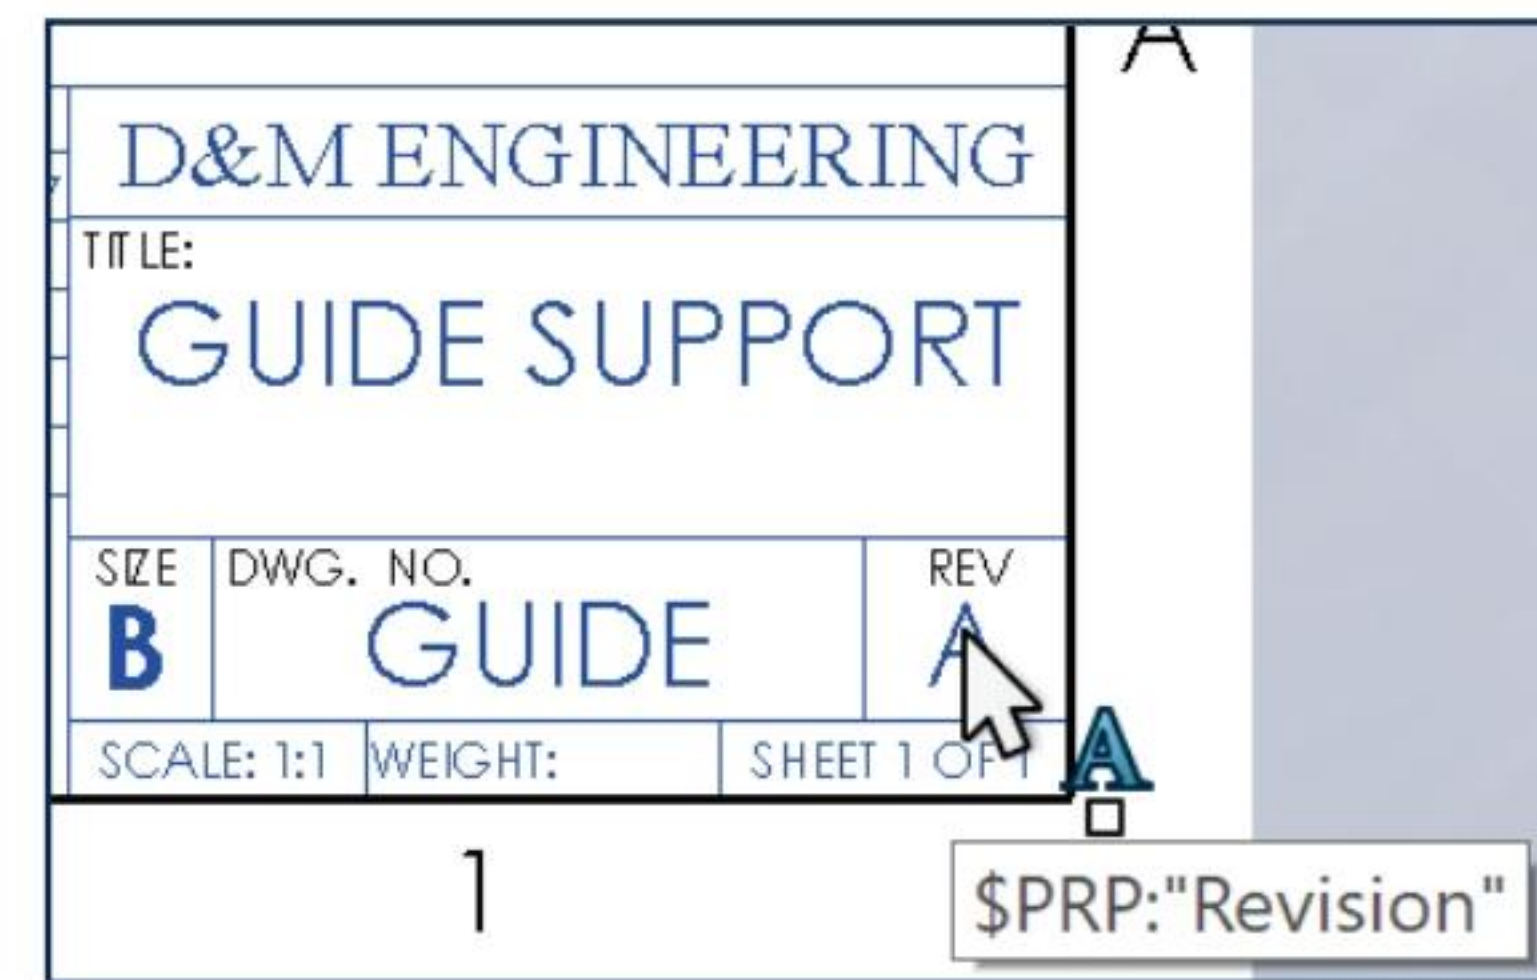 A
D&M ENGINEERING
TITLE:
GUIDE SUPPORT
SIZE DWG. NO. REV
B GUIDE A
SCALE: 1:1 WEIGHT: SHEET 1 OF 1
A
1
$PRP:"Revision"